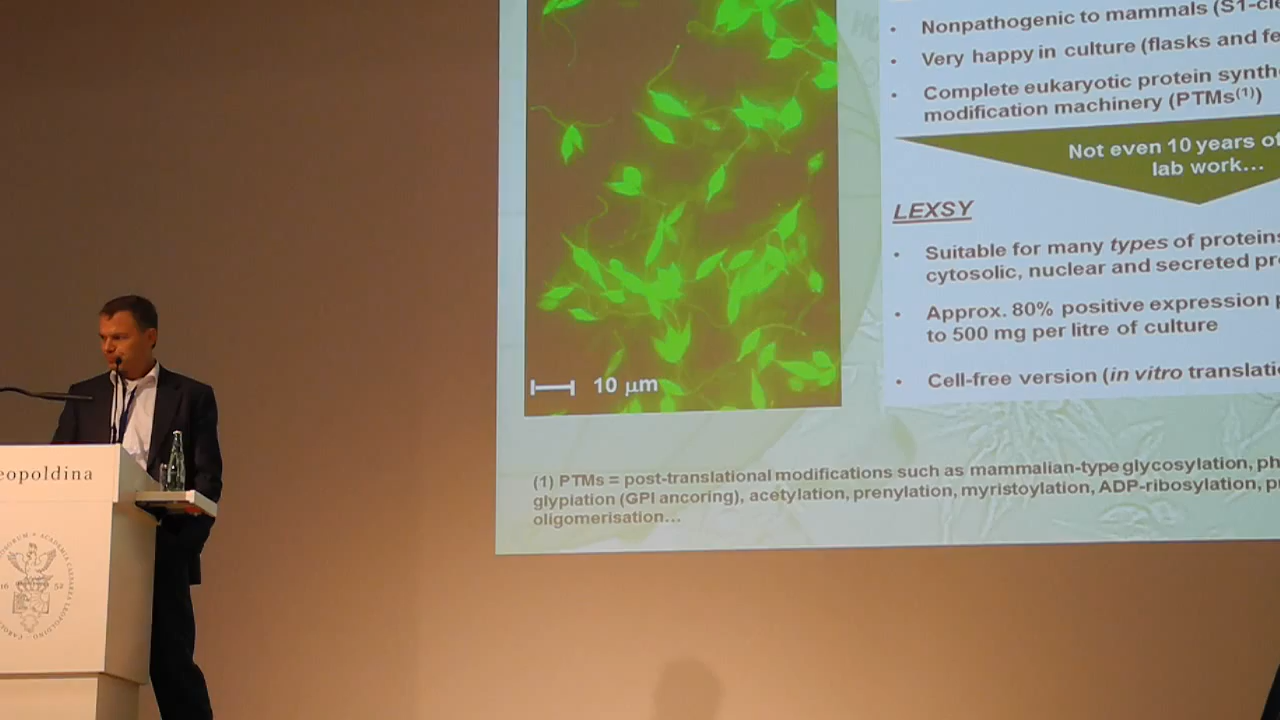 Nonpathogenic to mammals (S1-cl
Very happy in culture (flasks and fe
Complete eukaryotic protein synth
modification machinery (PTMs(1))
Not even 10 years of
lab work...
LEXSY
Suitable for many types of proteins
cytosolic, nuclear and secreted pr
Approx. 80% positive expression
to 500 mg per litre of culture
Cell-free version (in vitro translati
10 µm
(1) PTMs = post-translational modifications such as mammalian-type glycosylation, ph
glypiation (GPI ancoring), acetylation, prenylation, myristoylation, ADP-ribosylation, p
oligomerisation...
eopoldina
16 52